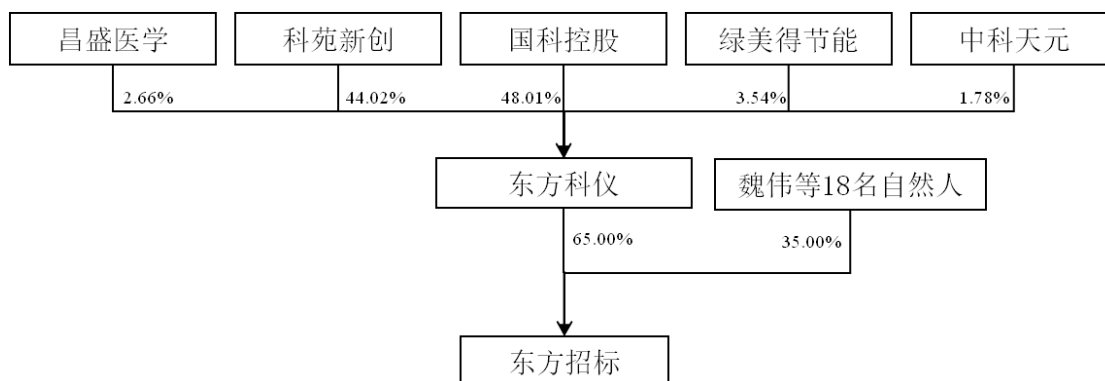 昌盛医学
科苑新创
国科控股
绿美得节能
中科天元
2.66%
44.02%
48.01%
3.54%
1.78%
东方科仪
魏伟等18名自然人
65.00%
35.00%
东方招标